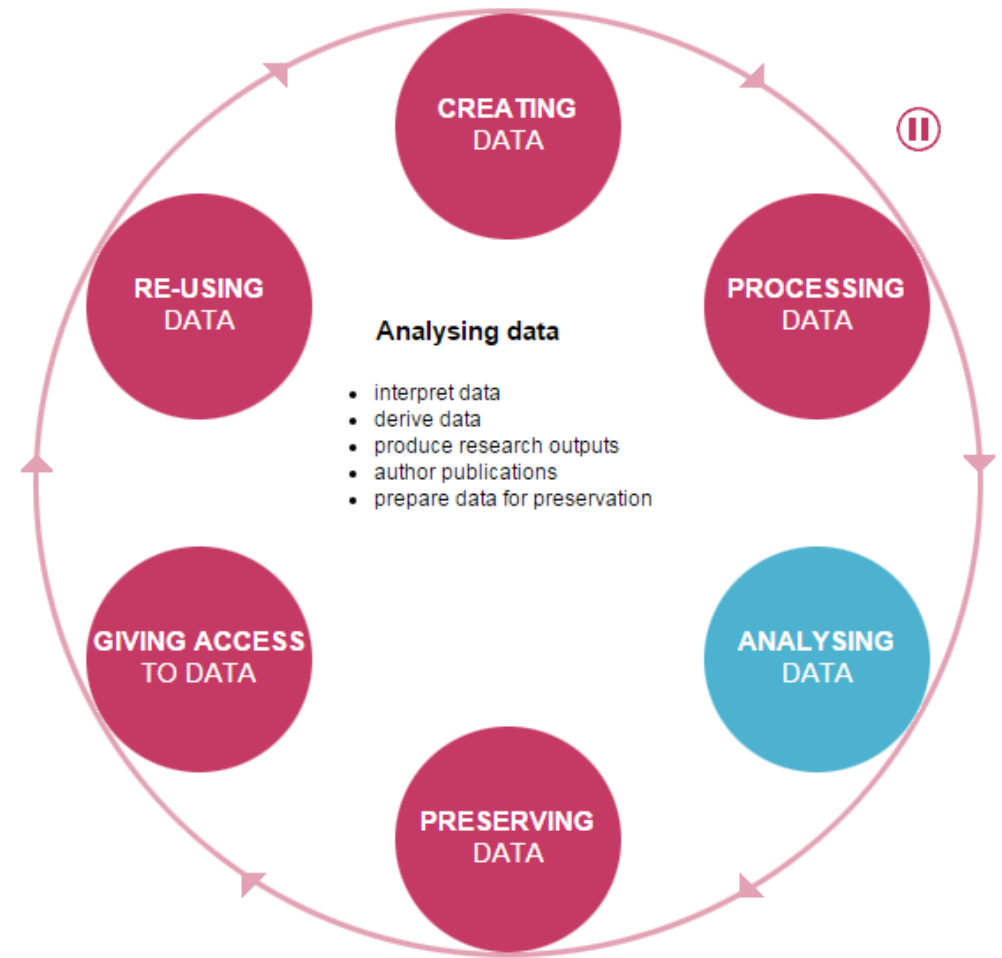 CREATING
DATA
PROCESSING
DATA
RE-USING
DATA
Analysing data
• interpret data
• derive data
• produce research outputs
• author publications
• prepare data for preservation
ANALYSING
DATA
GIVING ACCESS
TO DATA
PRESERVING
DATA